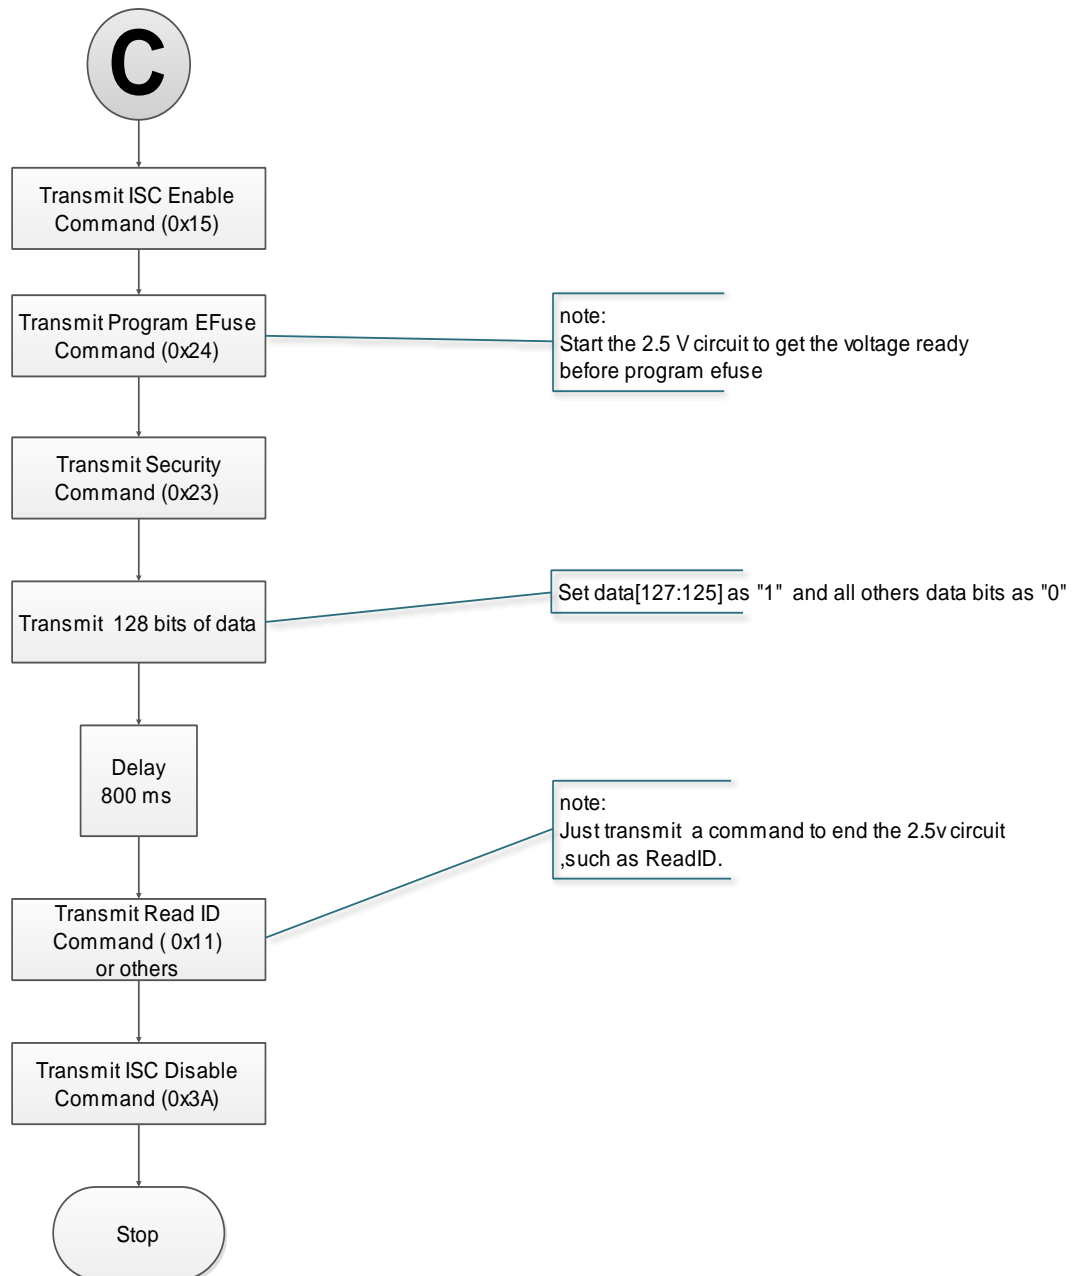 C
Transmit ISC Enable
Command (0x15)
Transmit Program EFuse
Command (0x24)
note:
Start the 2.5 V circuit to get the voltage ready
before program efuse
Transmit Security
Command (0x23)
Transmit 128 bits of data
Set data[127:125] as "1" and all others data bits as "0"
Delay
800 ms
note:
Just transmit a command to end the 2.5v circuit
,such as ReadID.
Transmit Read ID
Command ( 0x11)
or others
Transmit ISC Disable
Command (0x3A)
Stop